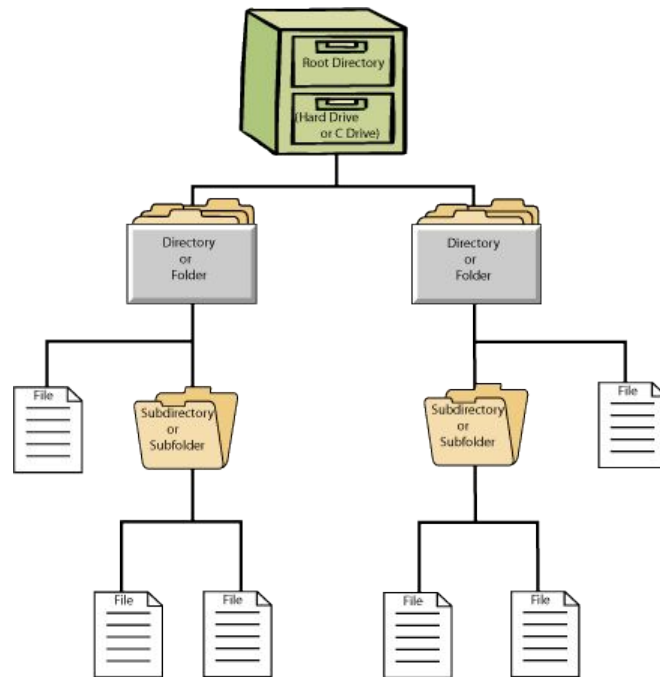 Root Directory
(Hard Drive
or C Drive)
Directory
or
Folder
Directory
or
Folder
File
Subdirectory
or
Subfolder
Subdirectory
or
Subfolder
File
File
File
File
File